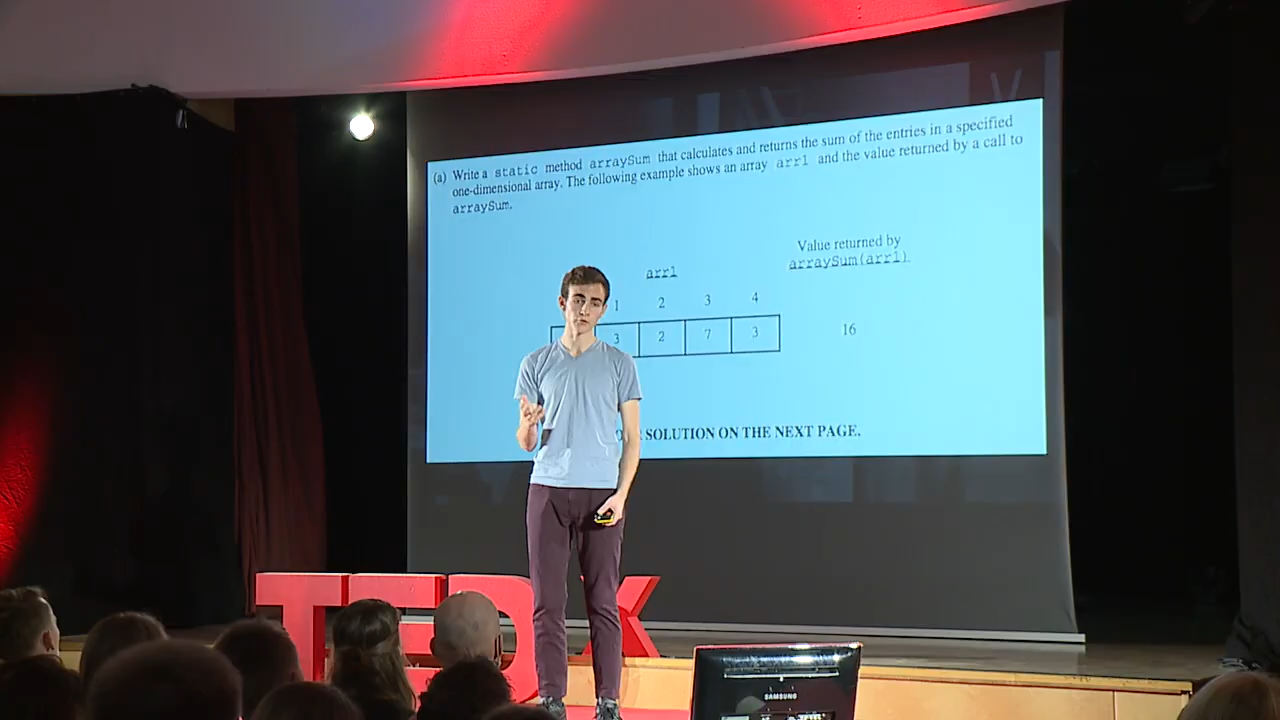 (a) Write a static method arraySum that calculates and returns the sum of the entries in a specified
one-dimensional array. The following example shows an array arr1 and the value returned by a call to
arraySum.
Value returned by
arr1 arraySum(arr1)
1 2 3 4
3 2 7 3 16
SOLUTION ON THE NEXT PAGE.
TEDx
SAMSUNG